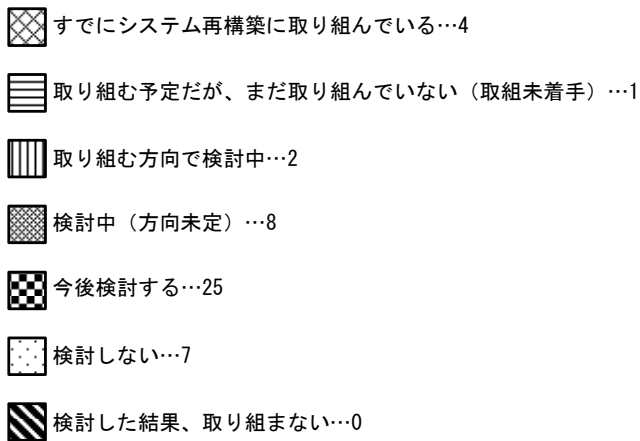 すでにシステム再構築に取り組んでいる…4
取り組む予定だが、まだ取り組んでいない（取組未着手）…1
取り組む方向で検討中…2
検討中（方向未定）…8
今後検討する…25
検討しない…7
検討した結果、取り組まない…0